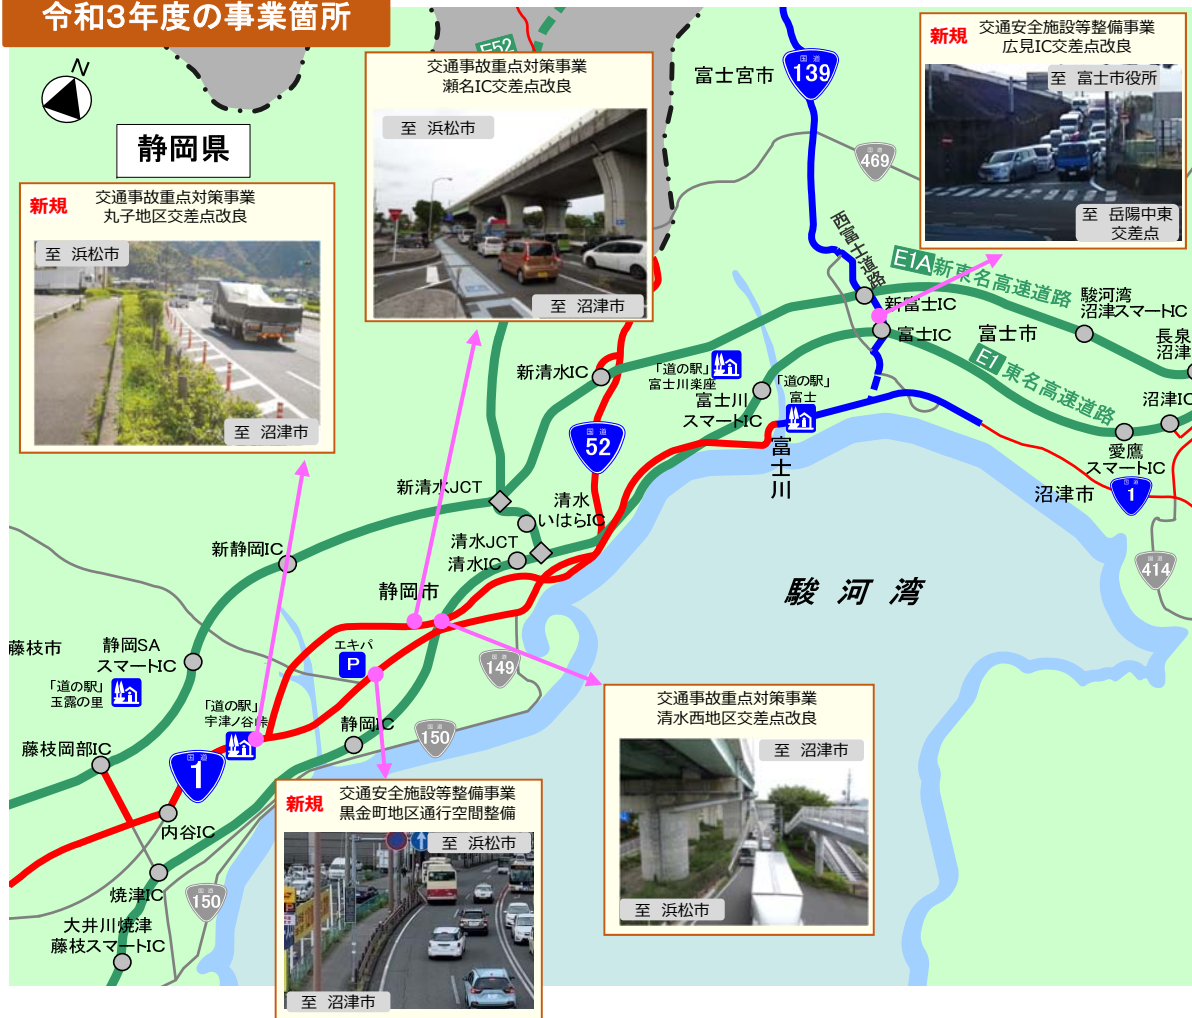 令和3年度の事業箇所
N
静岡県
新規
交通事故重点対策事業
丸子地区交差点改良
至 浜松市
至 沼津市
交通事故重点対策事業
瀬名IC交差点改良
至 浜松市
至 沼津市
新規
交通安全施設等整備事業
広見IC交差点改良
至 富士市役所
至 岳陽中東
交差点
E52
富士宮市
国道
139
国道
469
西富士道路
E1A 新東名高速道路
新富士IC
富士IC
富士市
駿河湾
沼津スマートIC
長泉
沼津
E1 東名高速道路
沼津IC
愛鷹
スマートIC
沼津市
国道
1
国道
414
新清水IC
「道の駅」
富士川楽座
富士川
スマートIC
「道の駅」
富士
富士川
国道
52
新清水JCT
清水
いはらIC
清水JCT
清水IC
新静岡IC
静岡市
駿河湾
藤枝市
静岡SA
スマートIC
エキパ
P
国道
149
「道の駅」
玉露の里
「道の駅」
宇津ノ谷峠
静岡IC
国道
150
藤枝岡部IC
国道
1
内谷IC
焼津IC
国道
150
大井川焼津
藤枝スマートIC
交通事故重点対策事業
清水西地区交差点改良
至 沼津市
至 浜松市
新規
交通安全施設等整備事業
黒金町地区通行空間整備
至 浜松市
至 沼津市